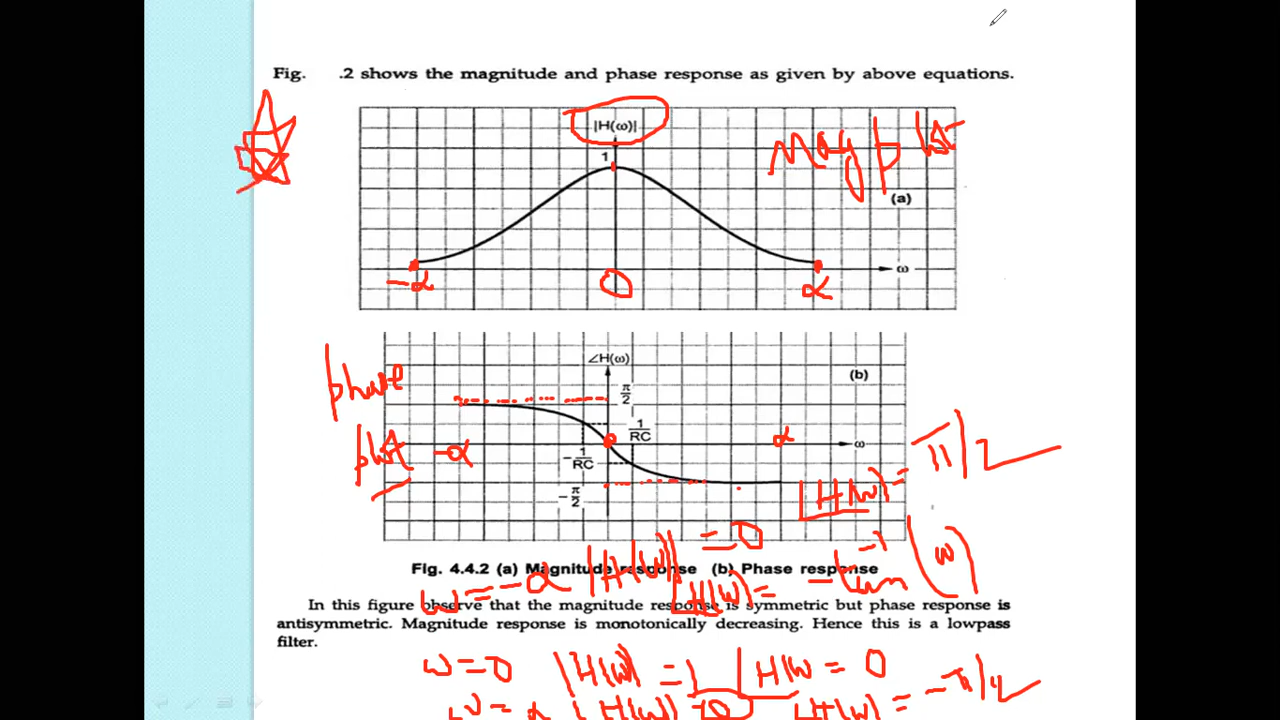 Fig. .2 shows the magnitude and phase response as given by above equations.
|H(ω)|
1
Mag plot
(a)
-α
0
α
ω
∠H(ω)
π/2
(b)
phase
plot
-α
1/RC
α
ω
-1/RC
-π/2
∠H(ω) = π/2
Fig. 4.4.2 (a) Magnitude response (b) Phase response
ω = -α |H(ω)| = 0
∠H(ω) = -tan⁻¹(ω)
In this figure observe that the magnitude response is symmetric but phase response is
antisymmetric. Magnitude response is monotonically decreasing. Hence this is a lowpass
filter.
ω = 0 |H(ω)| = 1 ∠H(ω = 0
ω = α |H(ω)| = 0 ∠H(ω) = -π/2